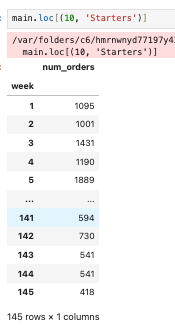 main.loc[(10, 'Starters')]
/var/folders/c6/hmrnwnyd77197y4
main.loc[(10, 'Starters')]
num_orders
week
1 1095
2 1001
3 1431
4 1190
5 1889
... ...
141 594
142 730
143 541
144 541
145 418
145 rows × 1 columns